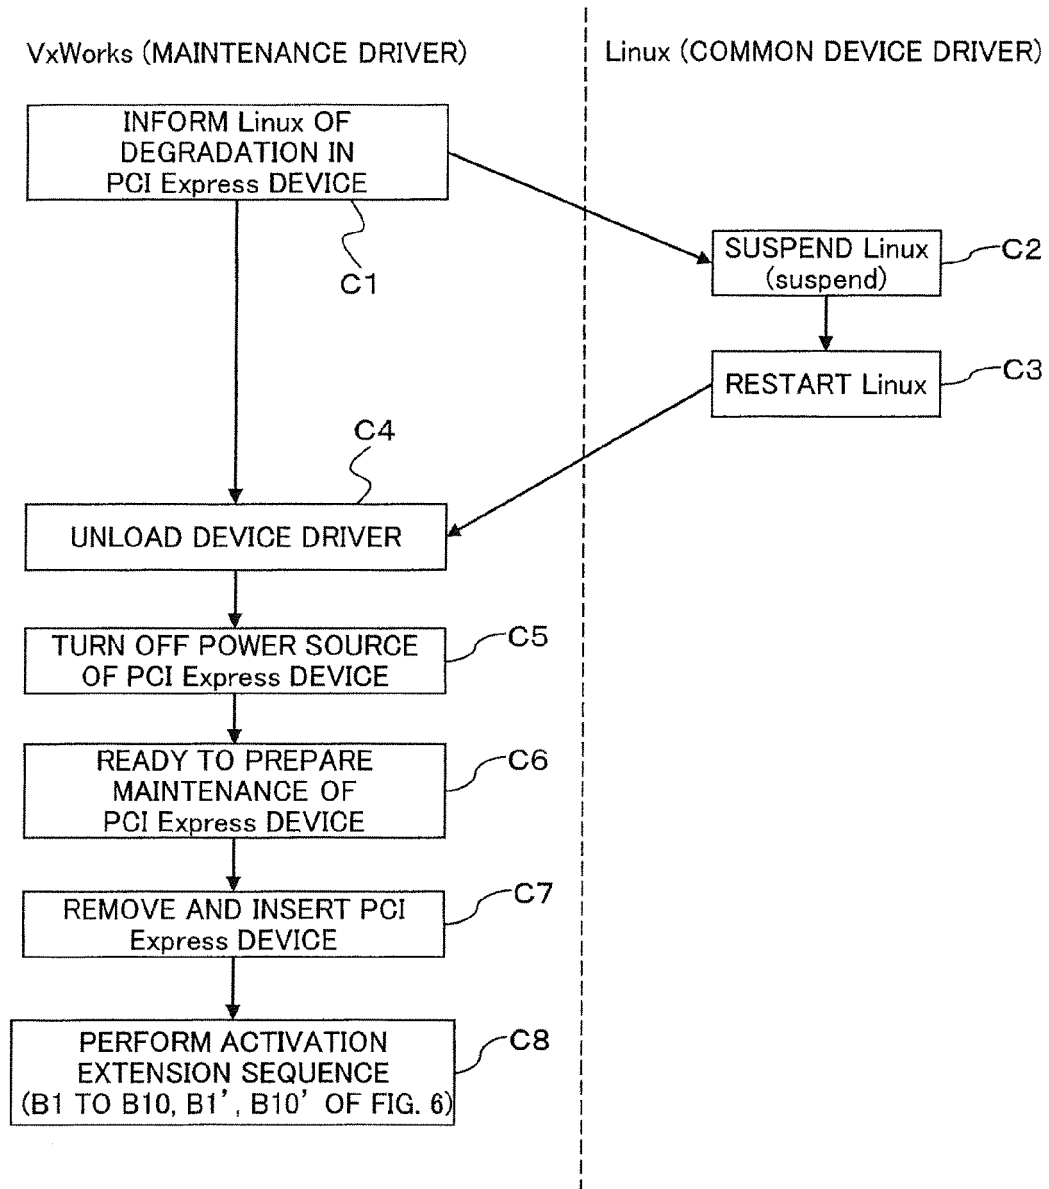 VxWorks (MAINTENANCE DRIVER)
Linux (COMMON DEVICE DRIVER)
INFORM Linux OF
DEGRADATION IN
PCI Express DEVICE
C1
SUSPEND Linux
(suspend)
C2
RESTART Linux
C3
C4
UNLOAD DEVICE DRIVER
TURN OFF POWER SOURCE
OF PCI Express DEVICE
C5
READY TO PREPARE
MAINTENANCE OF
PCI Express DEVICE
C6
REMOVE AND INSERT PCI
Express DEVICE
C7
PERFORM ACTIVATION
EXTENSION SEQUENCE
(B1 TO B10, B1’, B10’ OF FIG. 6)
C8